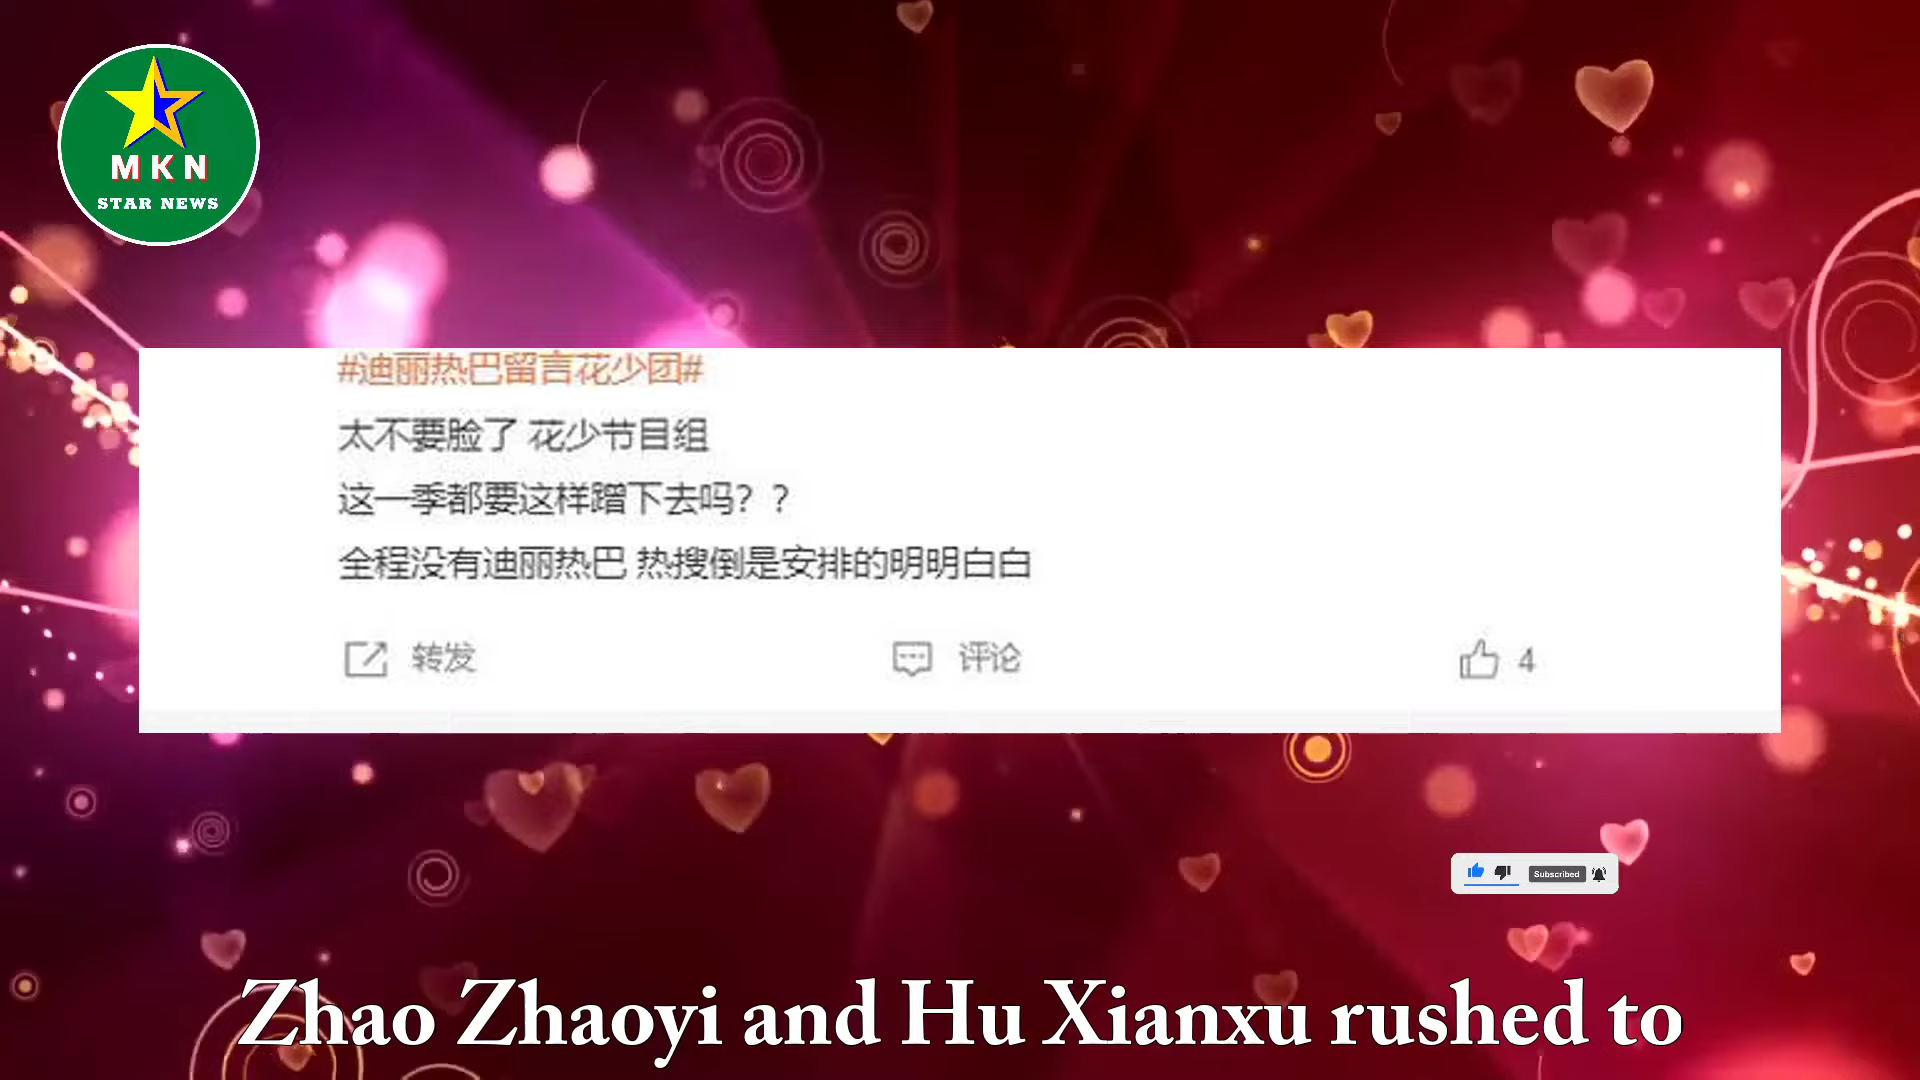 MKN
STAR NEWS
#迪丽热巴留言花少团#
太不要脸了 花少节目组
这一季都要这样蹭下去吗？？
全程没有迪丽热巴 热搜倒是安排的明明白白
转发
评论
4
Subscribed
Zhao Zhaoyi and Hu Xianxu rushed to